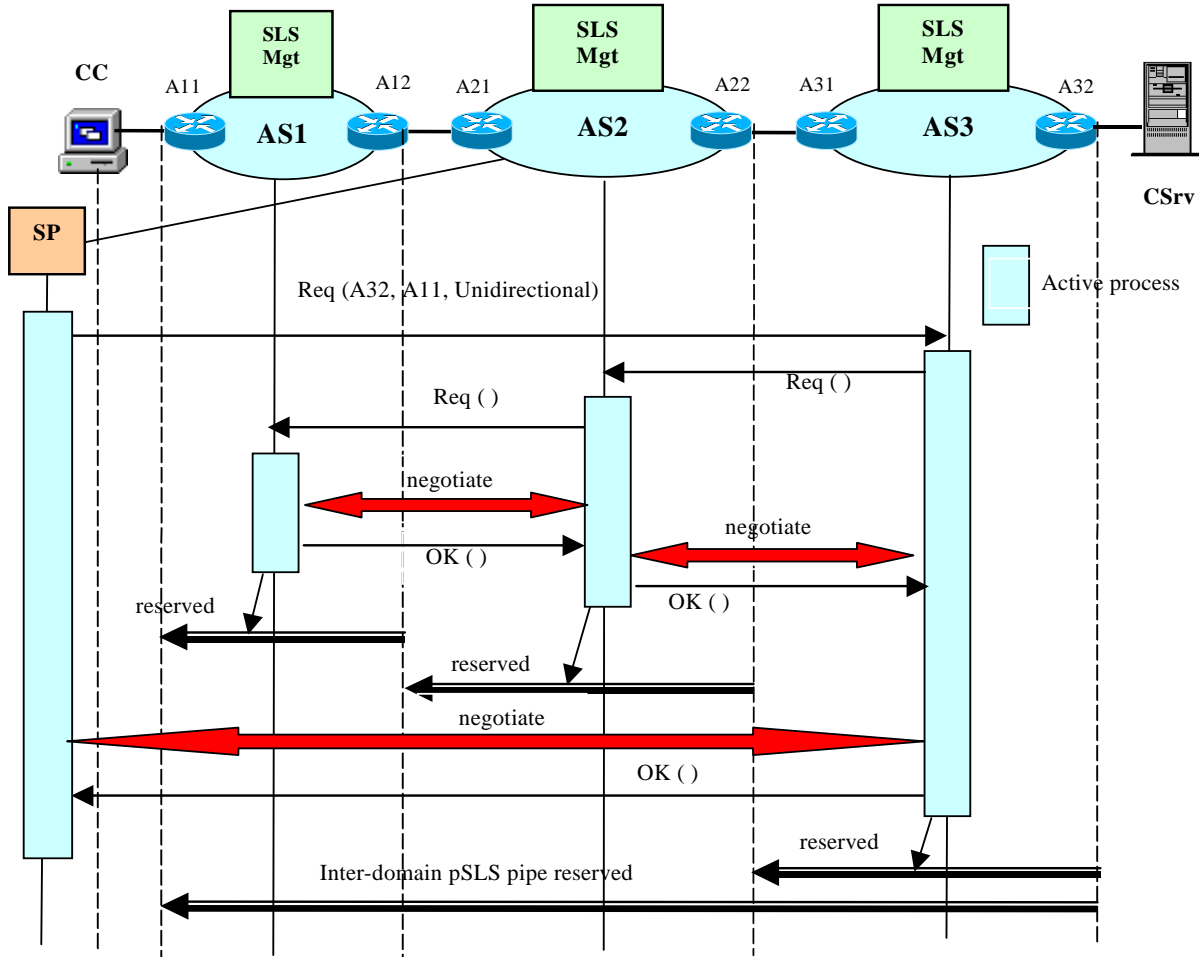 SLS
Mgt
SLS
Mgt
SLS
Mgt
CC
A11
A12
A21
A22
A31
A32
AS1
AS2
AS3
CSrv
SP
Req (A32, A11, Unidirectional)
Active process
Req ( )
Req ( )
negotiate
negotiate
OK ( )
OK ( )
reserved
reserved
negotiate
OK ( )
reserved
Inter-domain pSLS pipe reserved